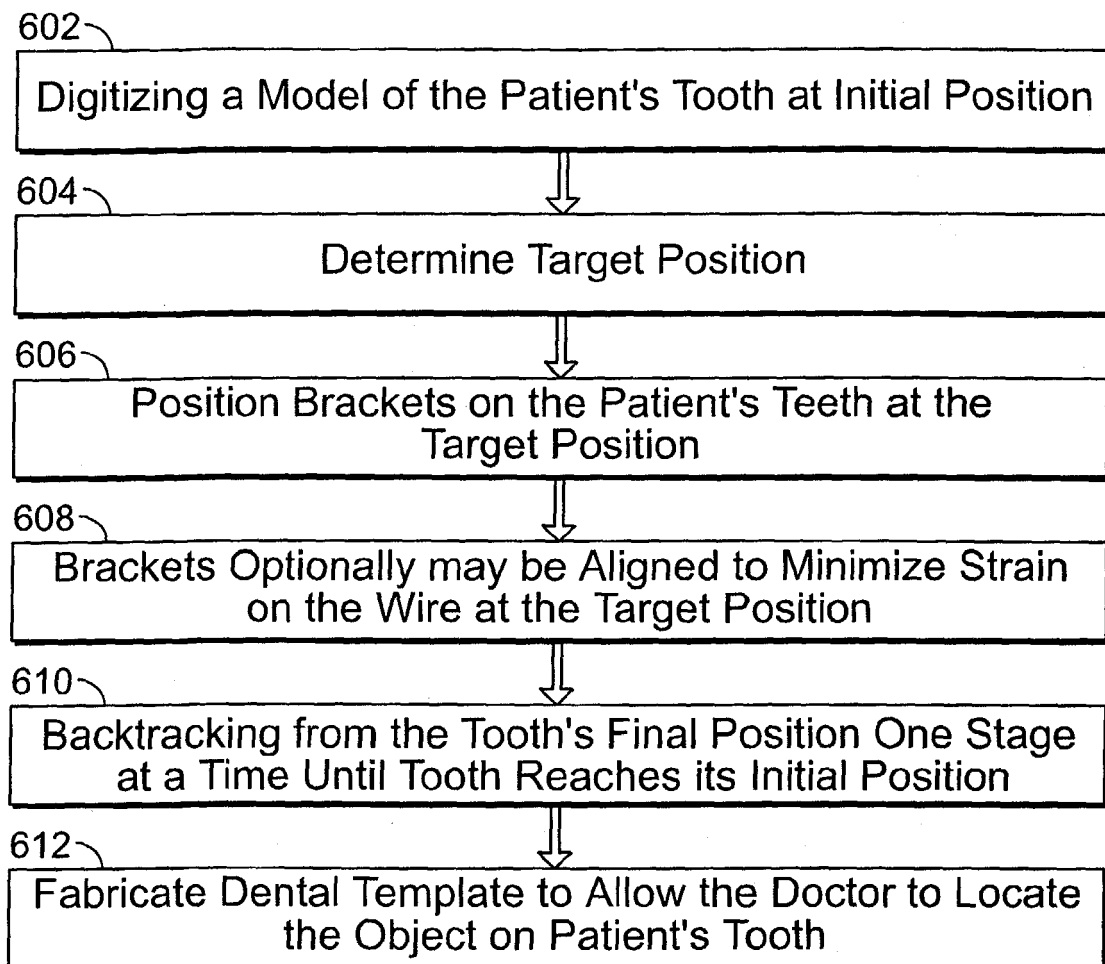 602
Digitizing a Model of the Patient's Tooth at Initial Position
604
Determine Target Position
606
Position Brackets on the Patient's Teeth at the
Target Position
608
Brackets Optionally may be Aligned to Minimize Strain
on the Wire at the Target Position
610
Backtracking from the Tooth's Final Position One Stage
at a Time Until Tooth Reaches its Initial Position
612
Fabricate Dental Template to Allow the Doctor to Locate
the Object on Patient's Tooth